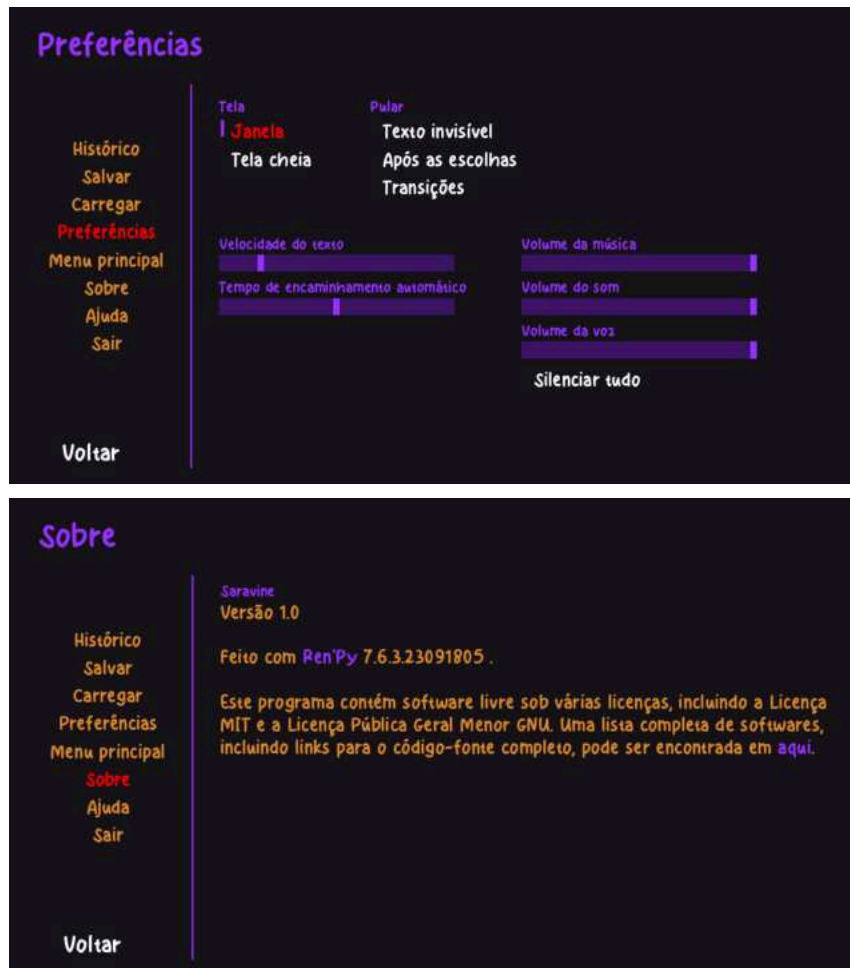 Preferências
Histórico
Salvar
Carregar
Preferências
Menu principal
Sobre
Ajuda
Sair
Voltar
Tela
Janela
Tela cheia
Pular
Texto invisível
Após as escolhas
Transições
Velocidade do texto
Tempo de encaminhamento automático
Volume da música
Volume do som
Volume da voz
Silenciar tudo
Sobre
Histórico
Salvar
Carregar
Preferências
Menu principal
Sobre
Ajuda
Sair
Voltar
Saravine
Versão 1.0
Feito com Ren'Py 7.6.3.23091805 .
Este programa contém software livre sob várias licenças, incluindo a Licença
MIT e a Licença Pública Geral Menor GNU. Uma lista completa de softwares,
incluindo links para o código-fonte completo, pode ser encontrada em aqui.